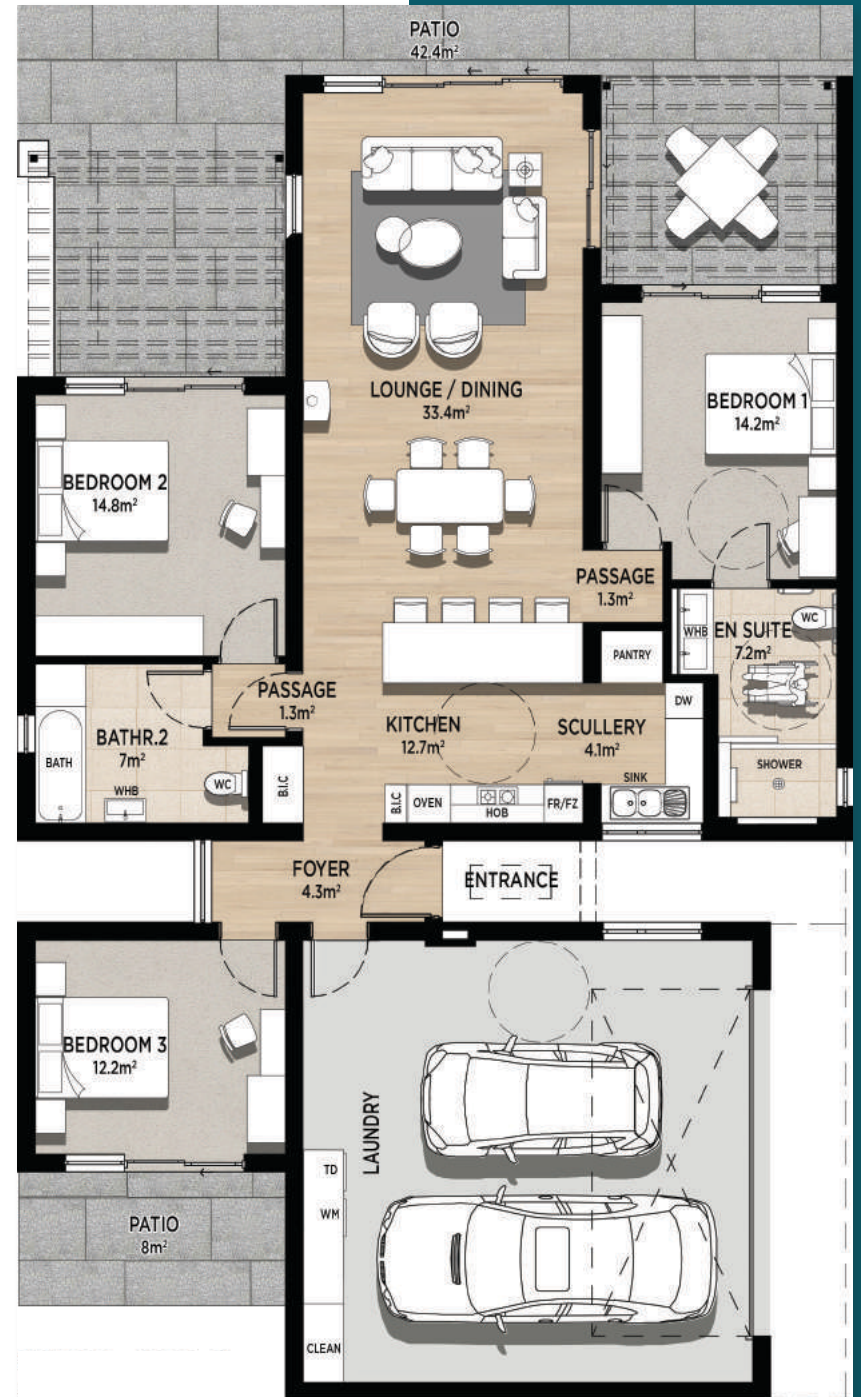 PATIO
42.4m²
LOUNGE / DINING
33.4m²
BEDROOM 1
14.2m²
BEDROOM 2
14.8m²
PASSAGE
1.3m²
WC
WHB
EN SUITE
7.2m²
PANTRY
PASSAGE
1.3m²
DW
KITCHEN
12.7m²
SCULLERY
4.1m²
BATHR.2
7m²
BATH
WHB
WC
B.I.C
SHOWER
SINK
B.I.C
OVEN
HOB
FR/FZ
FOYER
4.3m²
ENTRANCE
BEDROOM 3
12.2m²
LAUNDRY
TD
WM
PATIO
8m²
CLEAN